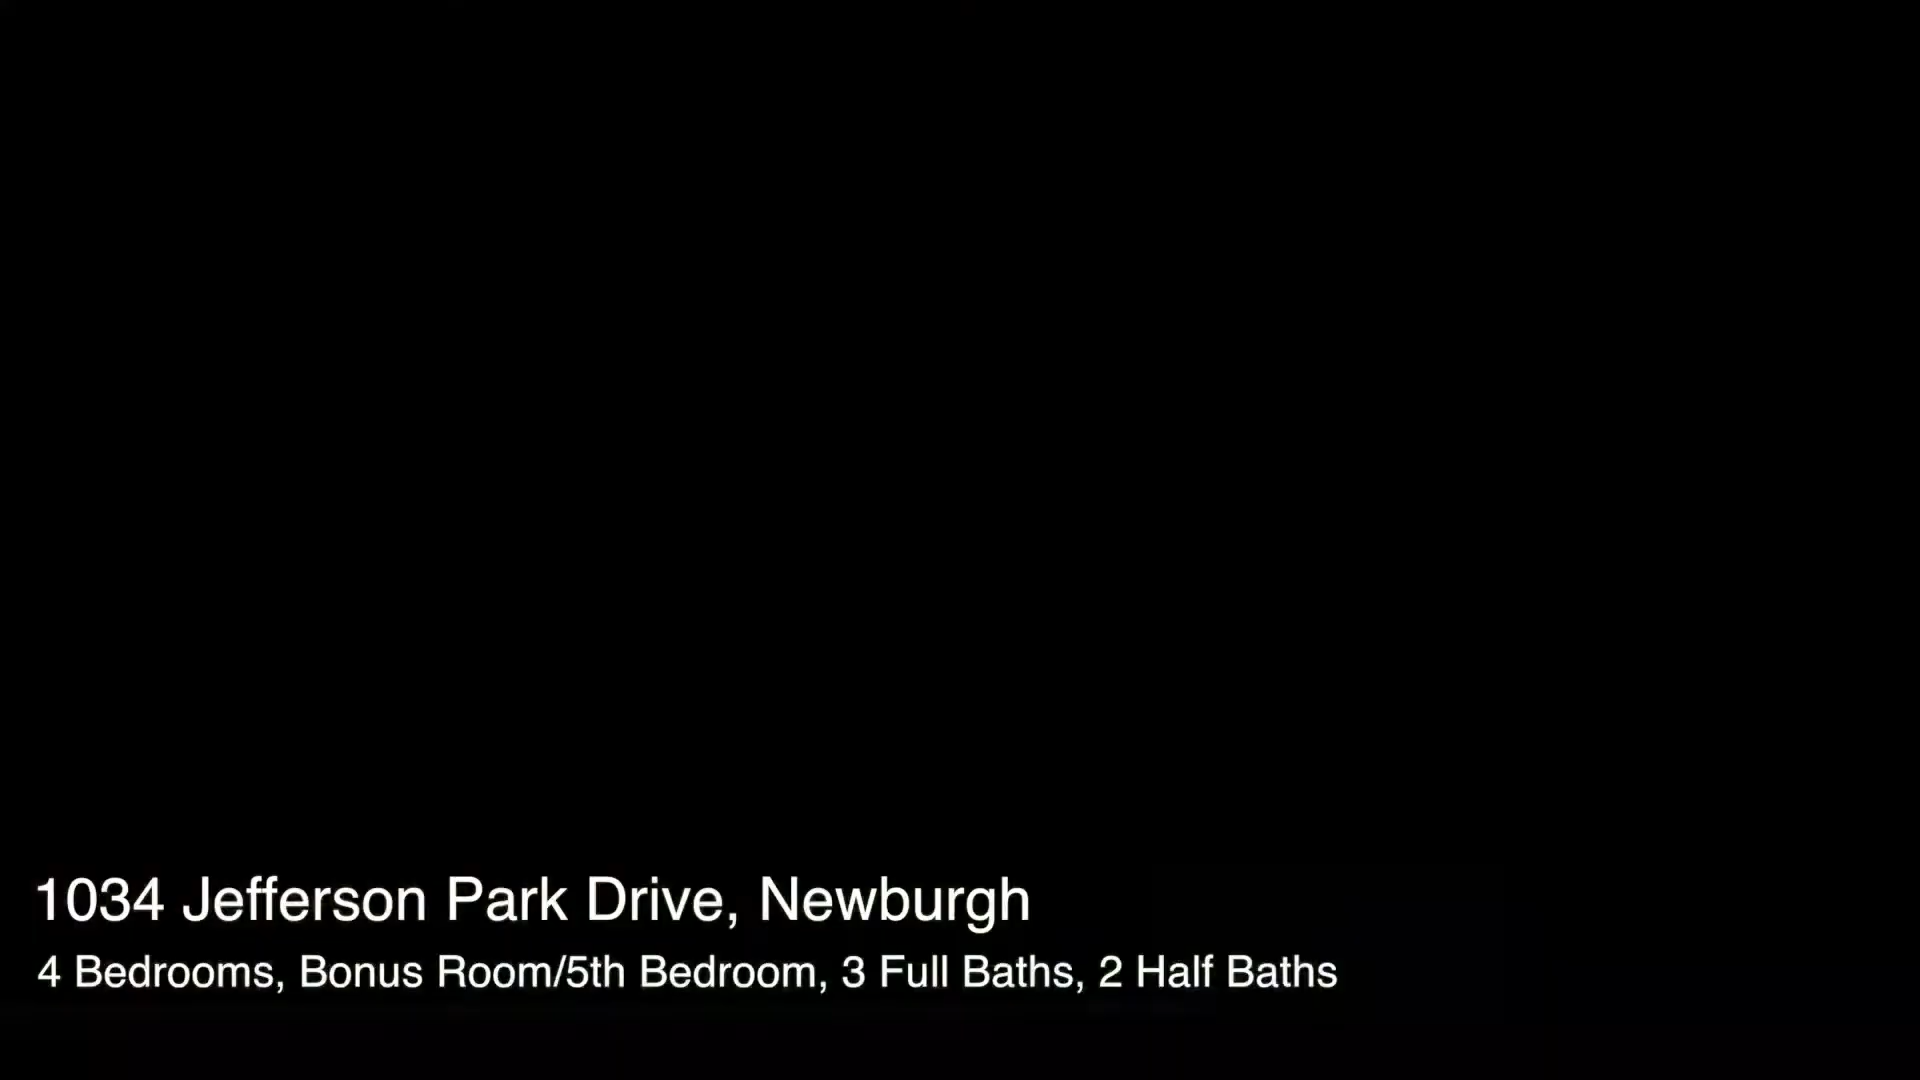 1034 Jefferson Park Drive, Newburgh
4 Bedrooms, Bonus Room/5th Bedroom, 3 Full Baths, 2 Half Baths